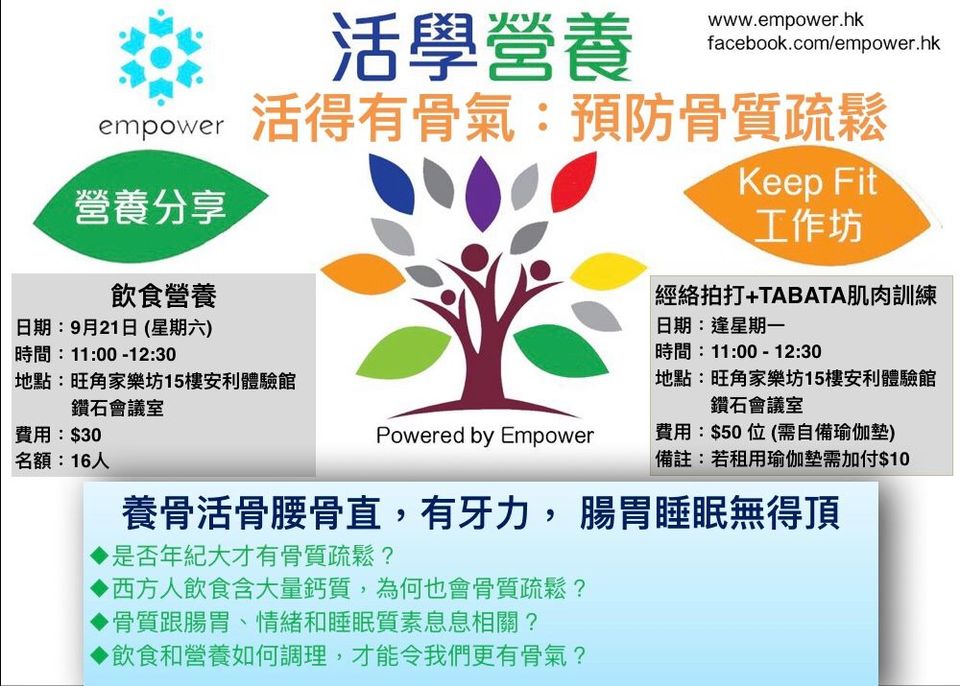 empower
活學營養
www.empower.hk
facebook.com/empower.hk
活得有骨氣：預防骨質疏鬆
營養分享
Keep Fit
工作坊
飲食營養
日期：9月21日 (星期六)
時間：11:00 -12:30
地點：旺角家樂坊15樓安利體驗館
鑽石會議室
費用：$30
名額：16人
經絡拍打+TABATA肌肉訓練
日期：逢星期一
時間：11:00 - 12:30
地點：旺角家樂坊15樓安利體驗館
鑽石會議室
費用：$50 位 (需自備瑜伽墊)
備註：若租用瑜伽墊需加付$10
Powered by Empower
養骨活骨腰骨直，有牙力， 腸胃睡眠無得頂
◆是否年紀大才有骨質疏鬆？
◆西方人飲食含大量鈣質，為何也會骨質疏鬆？
◆骨質跟腸胃、情緒和睡眠質素息息相關？
◆飲食和營養如何調理，才能令我們更有骨氣？